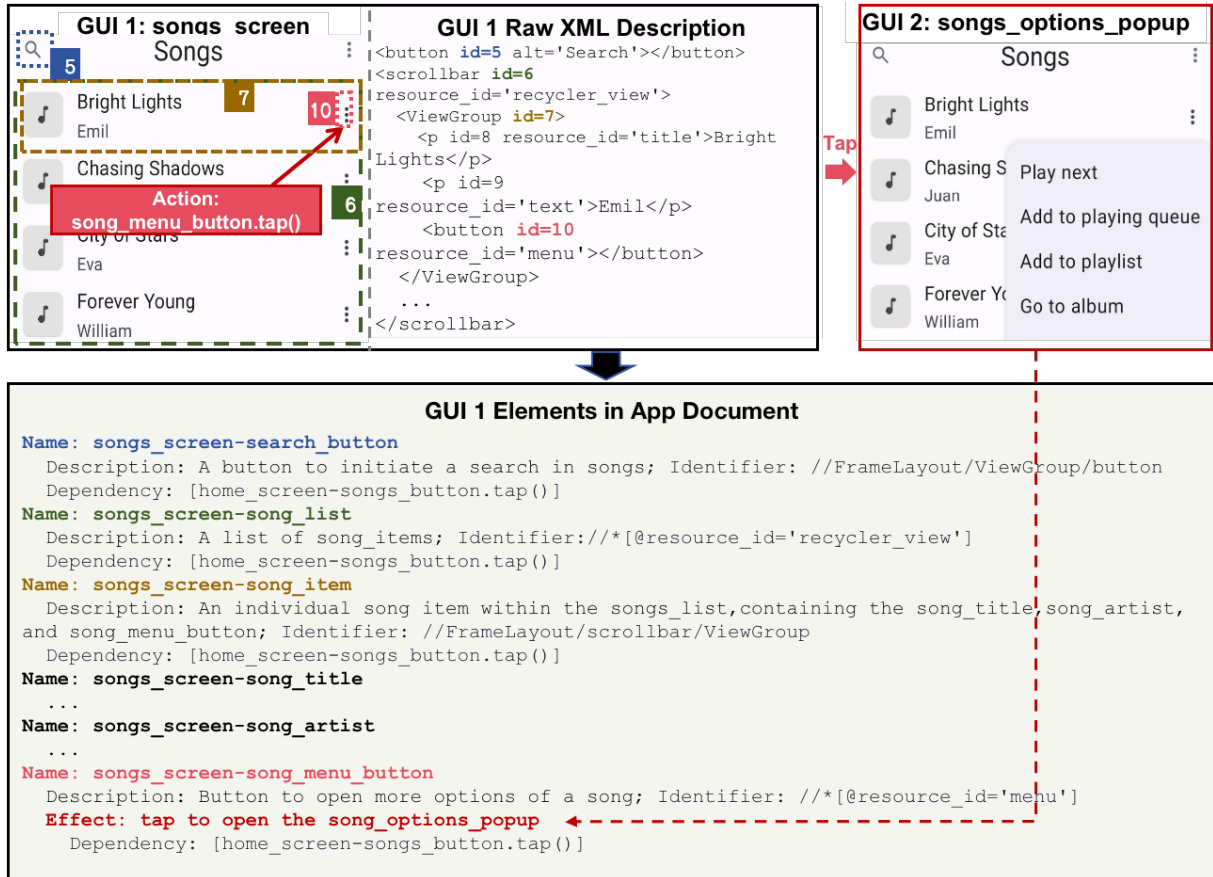 GUI 1: songs_screen
Songs
5
Bright Lights
Emil
7
10
Chasing Shadows
Action:
song_menu_button.tap()
6
City of Stars
Eva
Forever Young
William
GUI 1 Raw XML Description
<button id=5 alt='Search'></button>
<scrollbar id=6
resource_id='recycler_view'>
<ViewGroup id=7>
<p id=8 resource_id='title'>Bright
Lights</p>
<p id=9
resource_id='text'>Emil</p>
<button id=10
resource_id='menu'></button>
</ViewGroup>
...
</scrollbar>
Tap
GUI 2: songs_options_popup
Songs
Bright Lights
Emil
Chasing S
Juan
City of Sta
Eva
Forever Yo
William
Play next
Add to playing queue
Add to playlist
Go to album
GUI 1 Elements in App Document
Name: songs_screen-search_button
Description: A button to initiate a search in songs; Identifier: //FrameLayout/ViewGroup/button
Dependency: [home_screen-songs_button.tap()]
Name: songs_screen-song_list
Description: A list of song_items; Identifier://*[@resource_id='recycler_view']
Dependency: [home_screen-songs_button.tap()]
Name: songs_screen-song_item
Description: An individual song item within the songs_list,containing the song_title,song_artist,
and song_menu_button; Identifier: //FrameLayout/scrollbar/ViewGroup
Dependency: [home_screen-songs_button.tap()]
Name: songs_screen-song_title
...
Name: songs_screen-song_artist
...
Name: songs_screen-song_menu_button
Description: Button to open more options of a song; Identifier: //*[@resource_id='menu']
Effect: tap to open the song_options_popup
Dependency: [home_screen-songs_button.tap()]